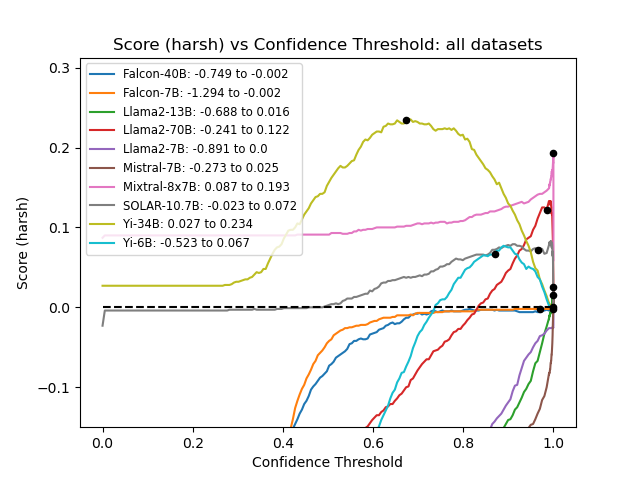 Score (harsh) vs Confidence Threshold: all datasets
Score (harsh)
0.3
0.2
0.1
0.0
−0.1
Falcon-40B: -0.749 to -0.002
Falcon-7B: -1.294 to -0.002
Llama2-13B: -0.688 to 0.016
Llama2-70B: -0.241 to 0.122
Llama2-7B: -0.891 to 0.0
Mistral-7B: -0.273 to 0.025
Mixtral-8x7B: 0.087 to 0.193
SOLAR-10.7B: -0.023 to 0.072
Yi-34B: 0.027 to 0.234
Yi-6B: -0.523 to 0.067
0.0 0.2 0.4 0.6 0.8 1.0
Confidence Threshold